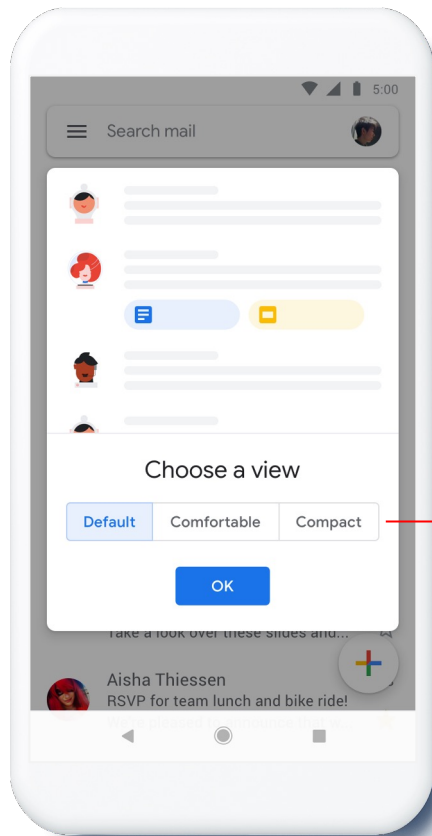 5:00
Search mail
Choose a view
Default Comfortable Compact
OK
Take a look over these slides and...
Aisha Thiessen
RSVP for team lunch and bike ride!